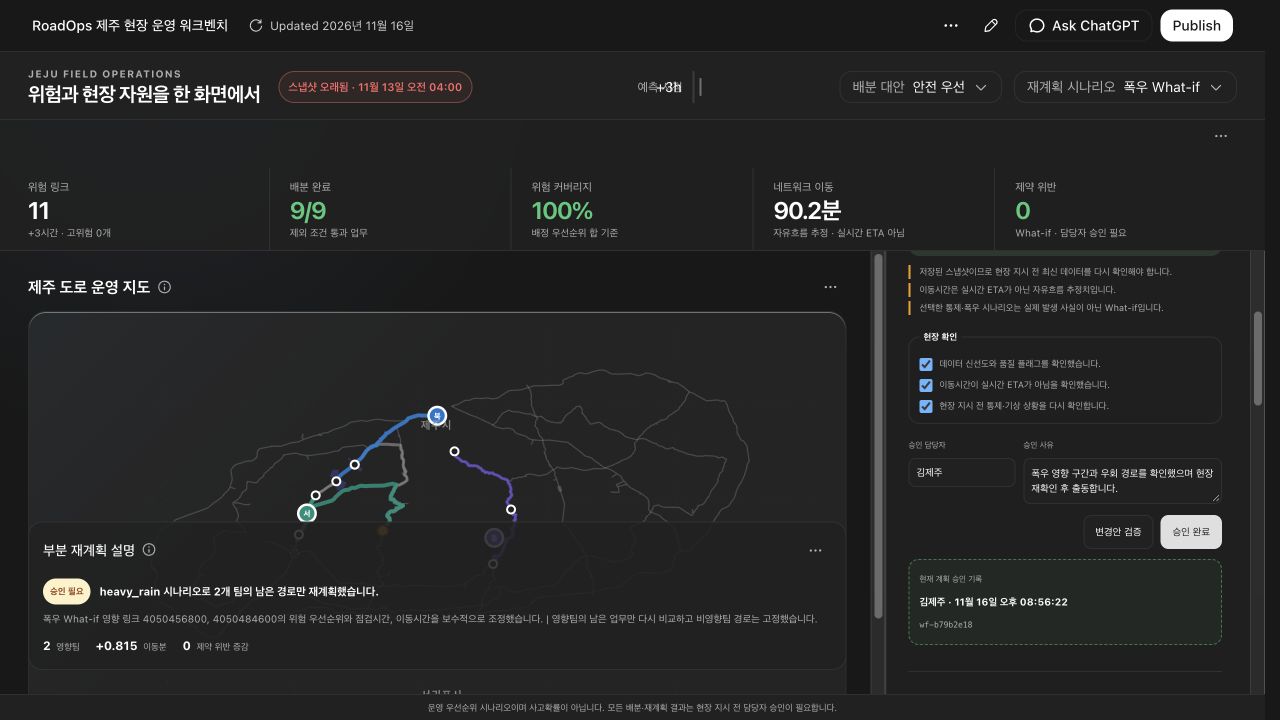 RoadOps 제주 현장 운영 워크벤치
Updated 2026년 11월 16일
Ask ChatGPT
Publish
JEJU FIELD OPERATIONS
위험과 현장 자원을 한 화면에서
스냅샷 오래됨 · 11월 13일 오전 04:00
배분 대안 안전 우선
재계획 시나리오 폭우 What-if
위험 링크
11
+3시간 · 고위험 0개
배분 완료
9/9
제외 조건 통과 업무
위험 커버리지
100%
배정 우선순위 합 기준
네트워크 이동
90.2분
자유흐름 추정 · 실시간 ETA 아님
제약 위반
0
What-if · 담당자 승인 필요
제주 도로 운영 지도
북
서
부분 재계획 설명
승인 필요
heavy_rain 시나리오로 2개 팀의 남은 경로만 재계획했습니다.
폭우 What-if 영향 링크 4050456800, 4050484600의 위험 우선순위와 점검시간, 이동시간을 보수적으로 조정했습니다. | 영향팀의 남은 업무만 다시 비교하고 비영향팀 경로는 고정했습니다.
2 영향팀 +0.815 이동분 0 제약 위반 증감
저장된 스냅샷이므로 현장 지시 전 최신 데이터를 다시 확인해야 합니다.
이동시간은 실시간 ETA가 아닌 자유흐름 추정치입니다.
선택한 통제·폭우 시나리오는 실제 발생 사실이 아닌 What-if입니다.
현장 확인
데이터 신선도와 품질 플래그를 확인했습니다.
이동시간이 실시간 ETA가 아님을 확인했습니다.
현장 지시 전 통제·기상 상황을 다시 확인합니다.
승인 담당자
김제주
승인 사유
폭우 영향 구간과 우회 경로를 확인했으며 현장
재확인 후 출동합니다.
변경안 검증
승인 완료
현재 계획 승인 기록
김제주 · 11월 16일 오후 08:56:22
wf-b79b2e18
운영 우선순위 시나리오이며 사고확률이 아닙니다. 모든 배분·재계획 결과는 현장 지시 전 담당자 승인이 필요합니다.